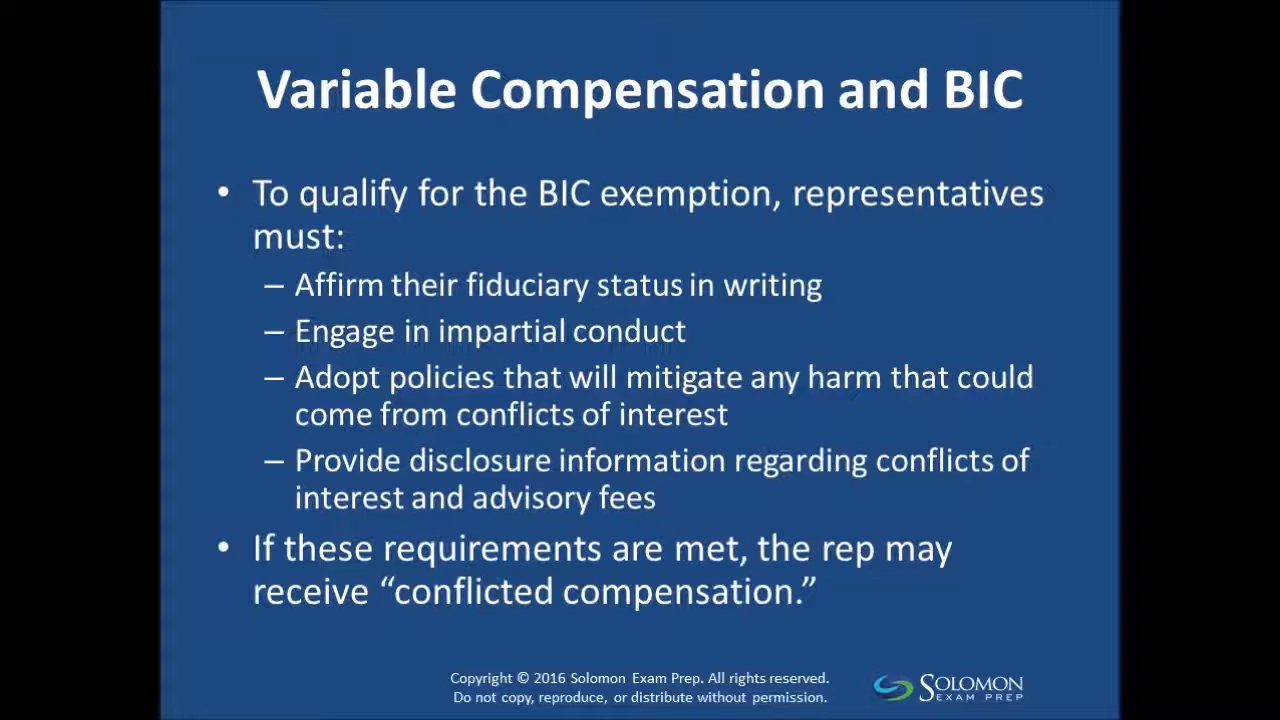 Variable Compensation and BIC
• To qualify for the BIC exemption, representatives
must:
– Affirm their fiduciary status in writing
– Engage in impartial conduct
– Adopt policies that will mitigate any harm that could
come from conflicts of interest
– Provide disclosure information regarding conflicts of
interest and advisory fees
• If these requirements are met, the rep may
receive “conflicted compensation.”
Copyright © 2016 Solomon Exam Prep. All rights reserved.
Do not copy, reproduce, or distribute without permission.
SOLOMON
EXAM PREP